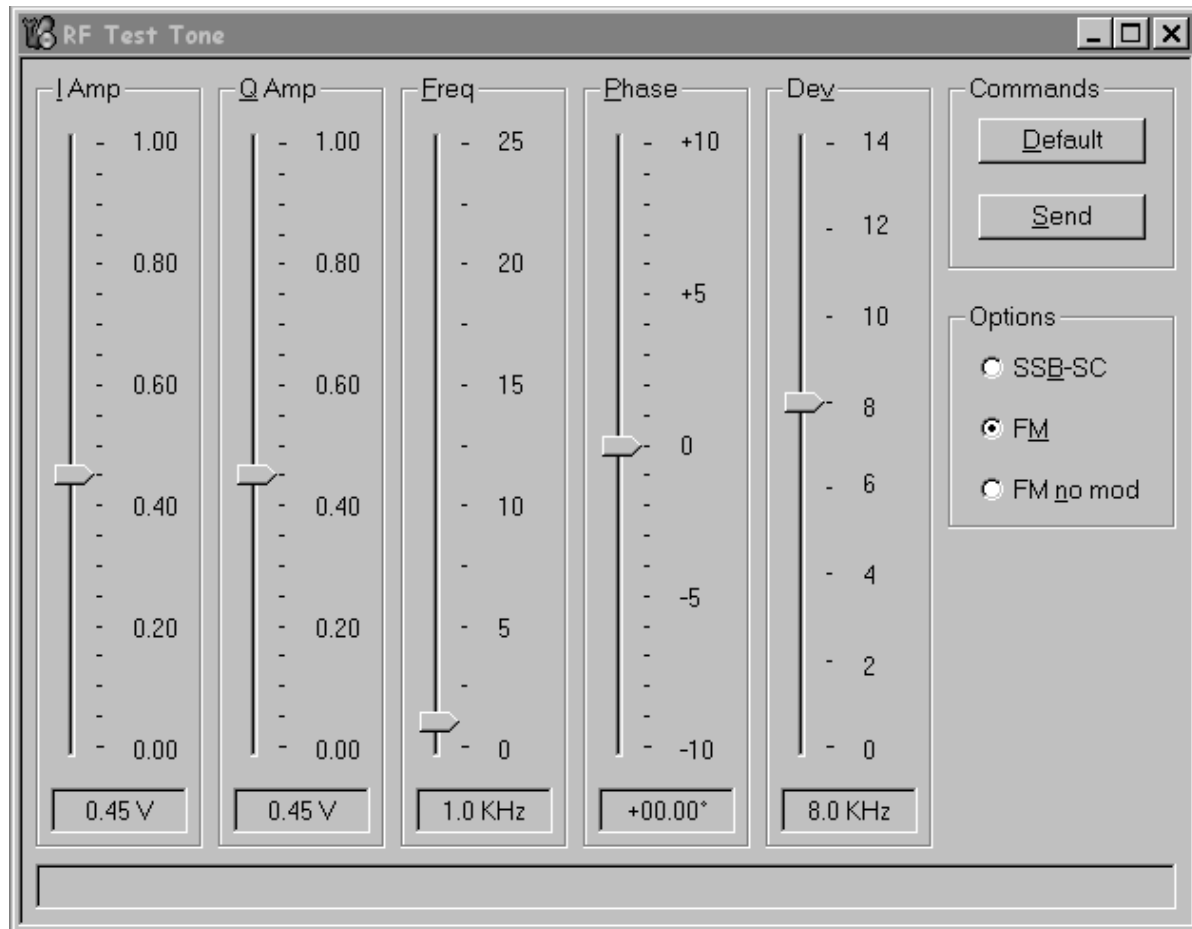 RF Test Tone
I Amp
1.00
0.80
0.60
0.40
0.20
0.00
0.45 V
Q Amp
1.00
0.80
0.60
0.40
0.20
0.00
0.45 V
Freq
25
20
15
10
5
0
1.0 KHz
Phase
+10
+5
0
-5
-10
+00.00°
Dev
14
12
10
8
6
4
2
0
8.0 KHz
Commands
Default
Send
Options
SSB-SC
FM
FM no mod